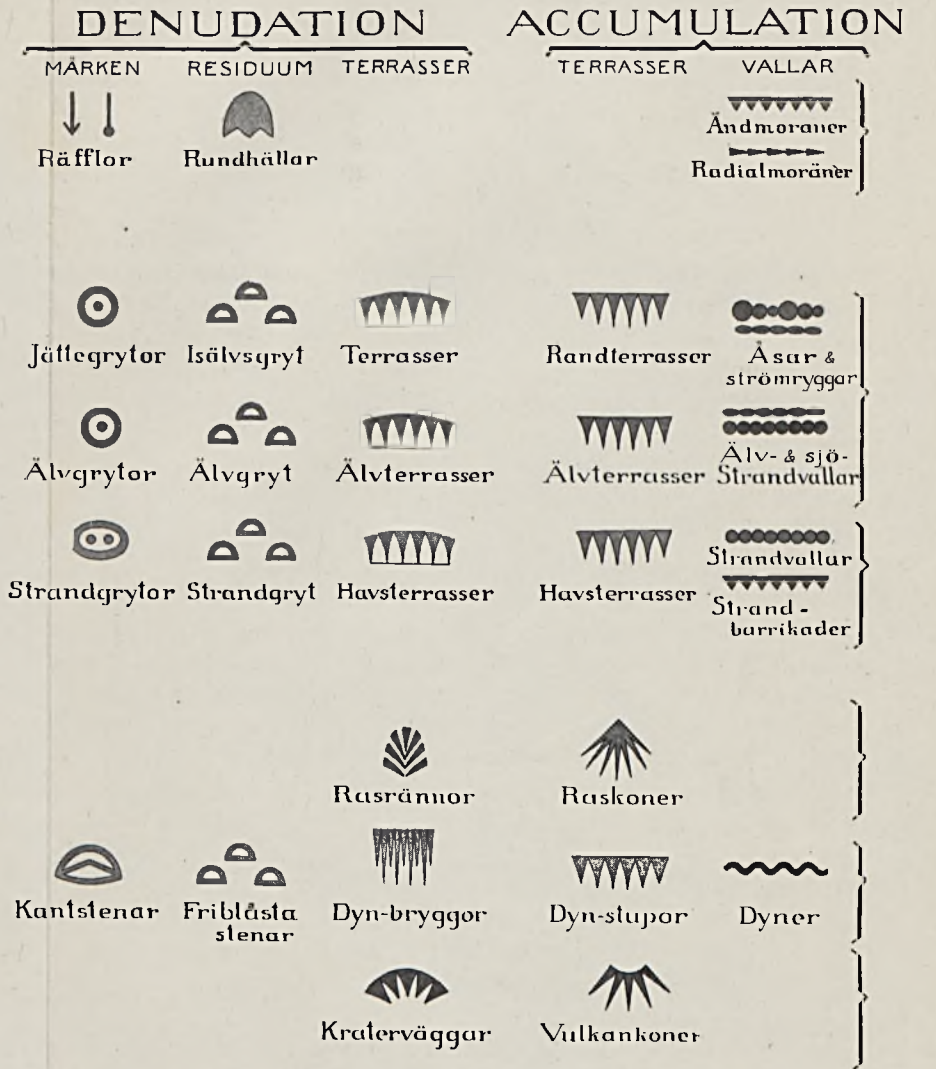 DENUDATION ACCUMULATION
MÄRKEN RESIDUUM TERRASSER TERRASSER VALLAR
Ändmoräner
Räfflor Rundhällar
Radialmoräner
Jättegrytor Isälvsgryt Terrasser Randterrasser Åsar &
strömryggar
Älvgrytor Älvgryt Älvterrasser Älvterrasser Älv- & sjö-
Strandvallar
Strandvallar
Strandgrytor Strandgryt Havsterrasser Havsterrasser Strand-
barrikader
Rasrännor Raskoner
Kantstenar Friblåsta Dyn-bryggor Dyn-stupor Dyner
stenar
Kraterväggar Vulkankoner